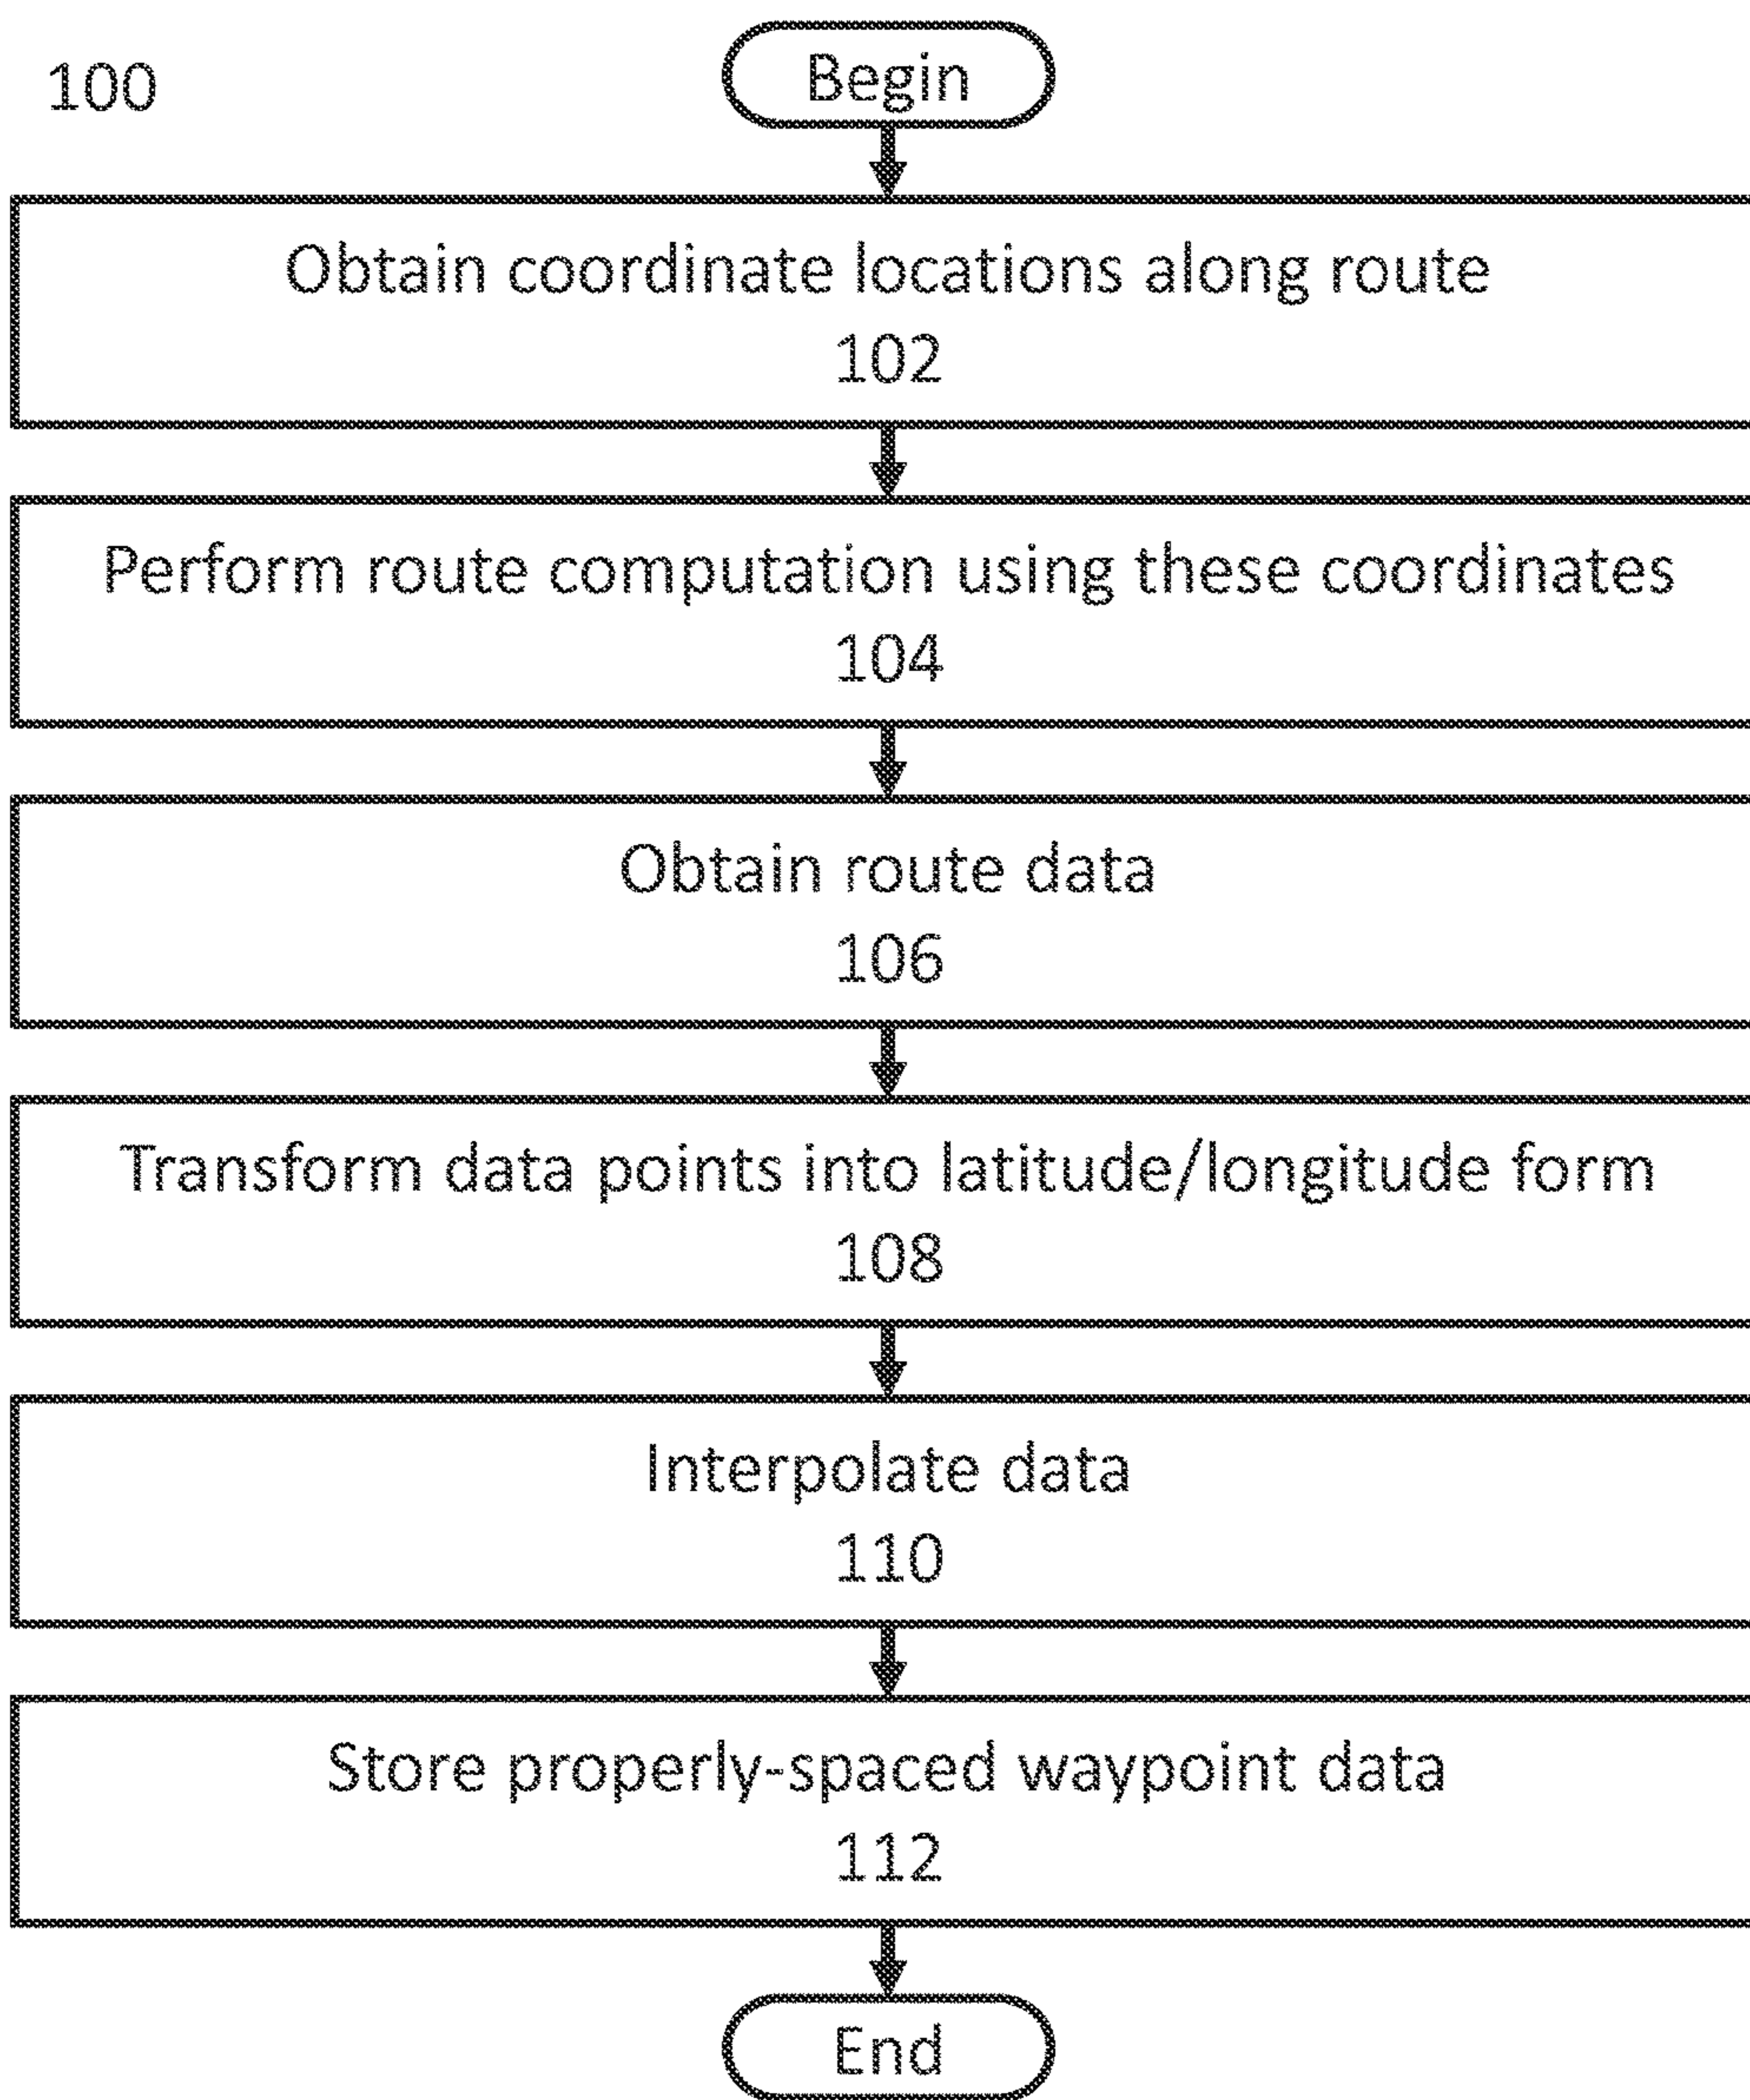 100
Begin
Obtain coordinate locations along route
102
Perform route computation using these coordinates
104
Obtain route data
106
Transform data points into latitude/longitude form
108
Interpolate data
110
Store properly-spaced waypoint data
112
End